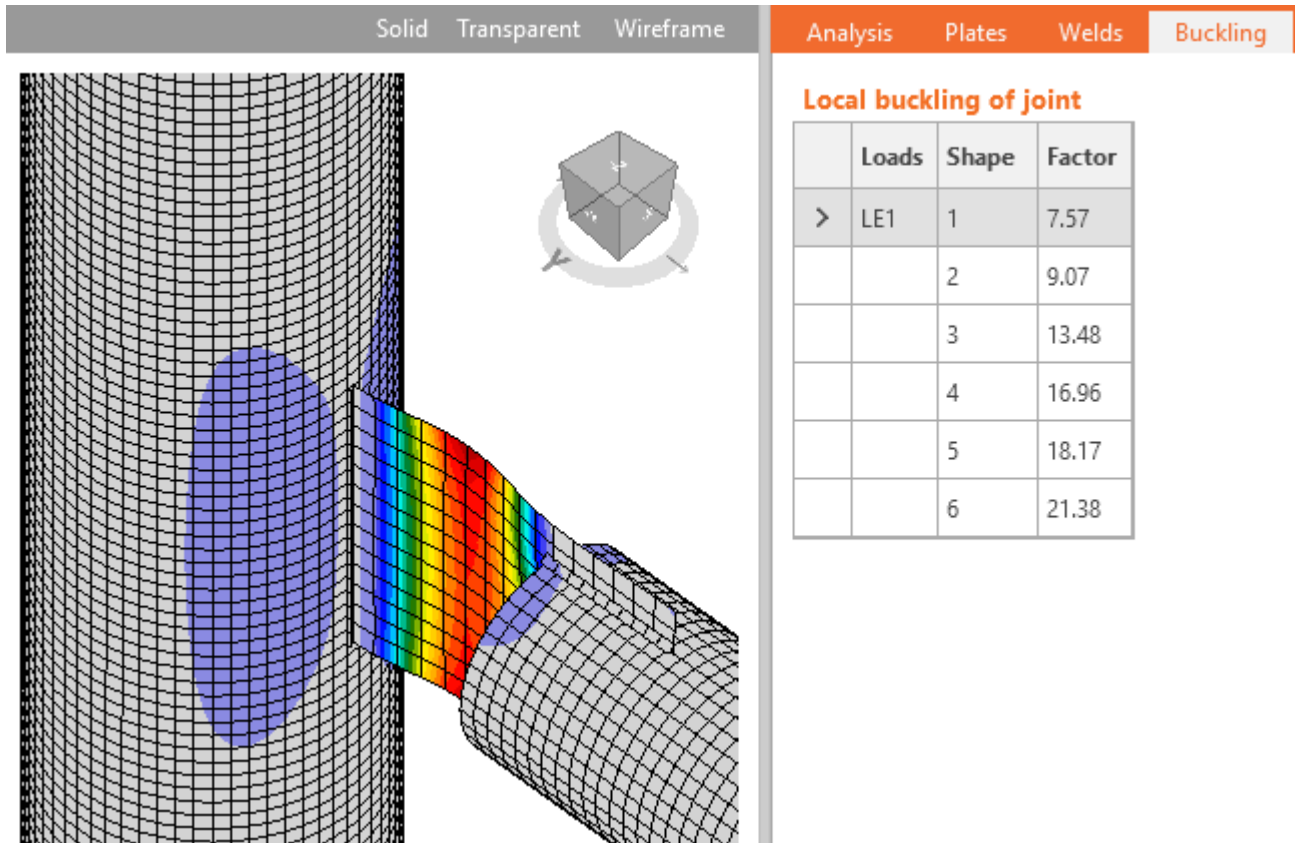 Solid Transparent Wireframe
Analysis Plates Welds Buckling
Local buckling of joint
Loads Shape Factor
> LE1 1 7.57
2 9.07
3 13.48
4 16.96
5 18.17
6 21.38
Y